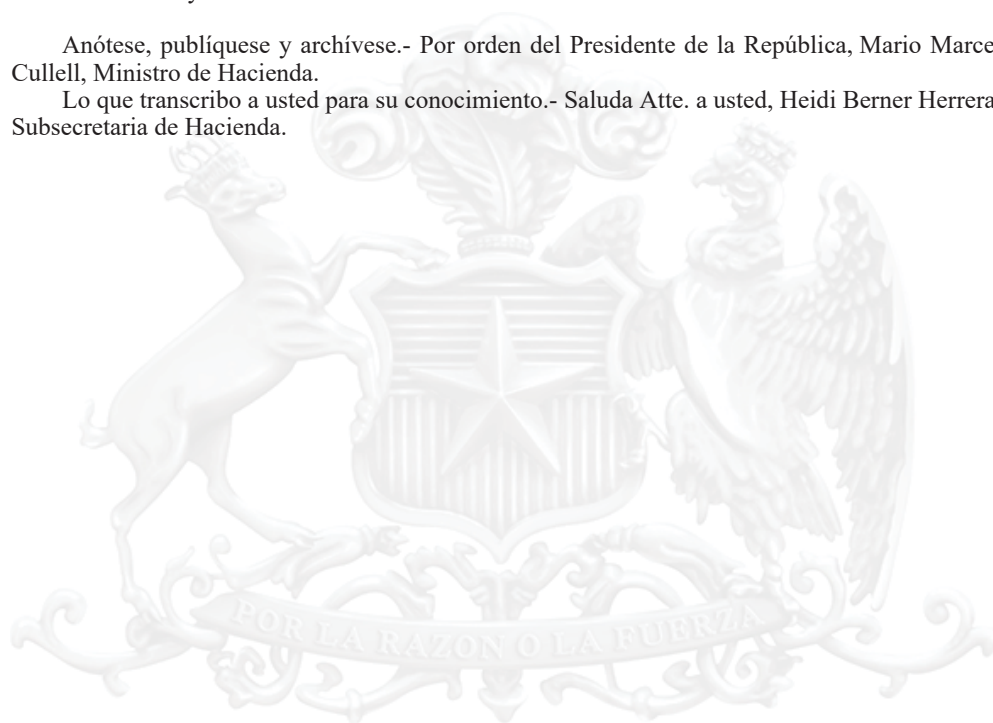 Anótese, publíquese y archívese.- Por orden del Presidente de la República, Mario Marce
Cullell, Ministro de Hacienda.
Lo que transcribo a usted para su conocimiento.- Saluda Atte. a usted, Heidi Berner Herrera
Subsecretaria de Hacienda.
POR LA RAZON O LA FUERZA